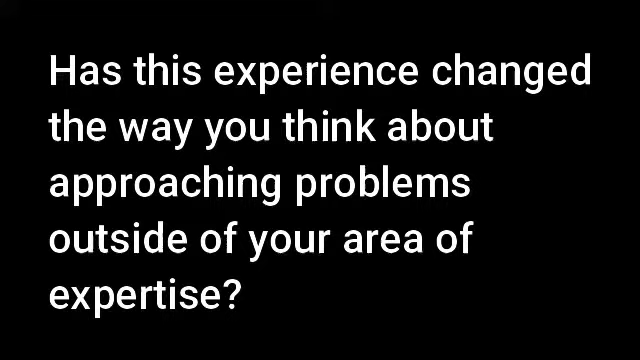 Has this experience changed
the way you think about
approaching problems
outside of your area of
expertise?